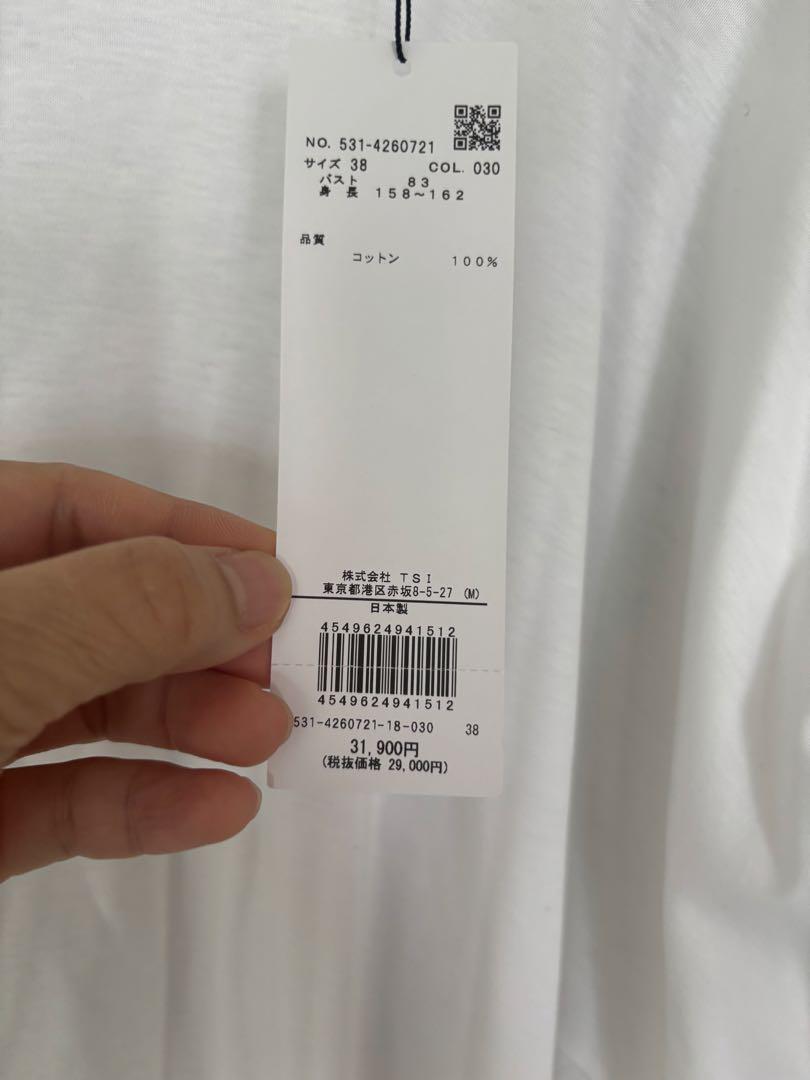 NO. 531-4260721
サイズ 38 COL. 030
バスト 83
身 長 158~162
品質
コットン 100%
株式会社 TSI
東京都港区赤坂8-5-27 (M)
日本製
4549624941512
4549624941512
531-4260721-18-030 38
31,900円
(税抜価格 29,000円)